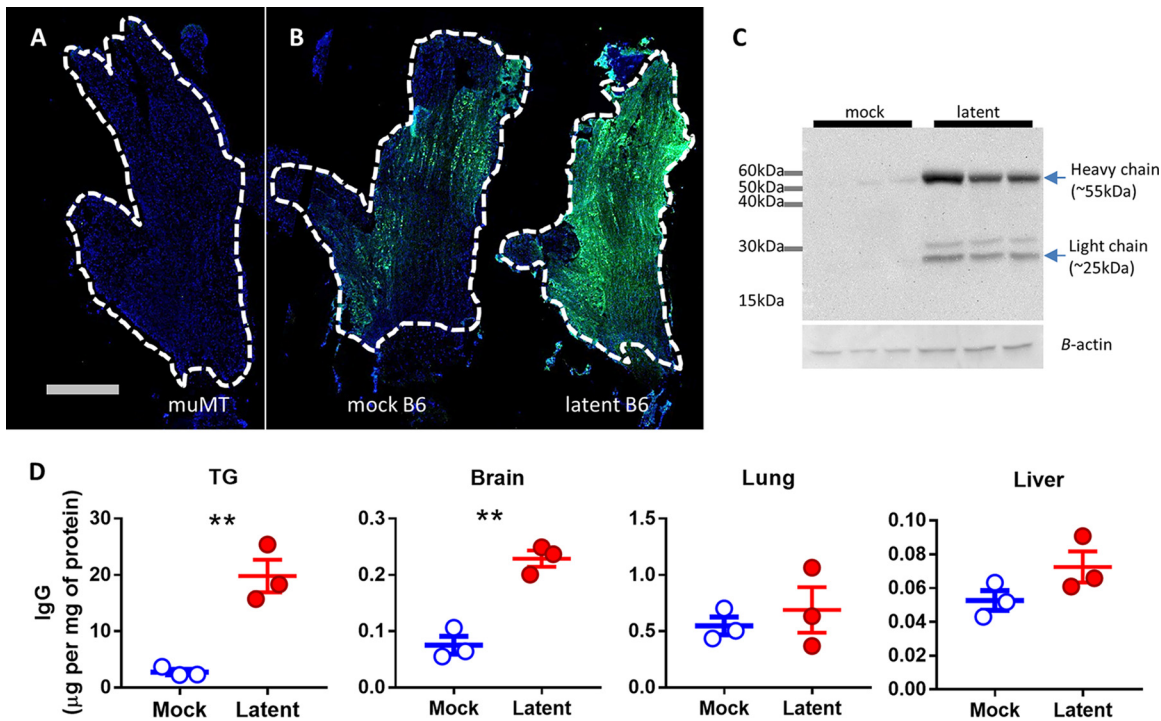 A
B
C
muMT
mock B6
latent B6
mock
latent
60kDa
50kDa
40kDa
30kDa
15kDa
Heavy chain
(~55kDa)
Light chain
(~25kDa)
B-actin
D
IgG
(μg per mg of protein)
TG
**
30
20
10
0
Mock Latent
Brain
**
0.3
0.2
0.1
0.0
Mock Latent
Lung
1.5
1.0
0.5
0.0
Mock Latent
Liver
0.10
0.08
0.06
0.04
0.02
0.00
Mock Latent